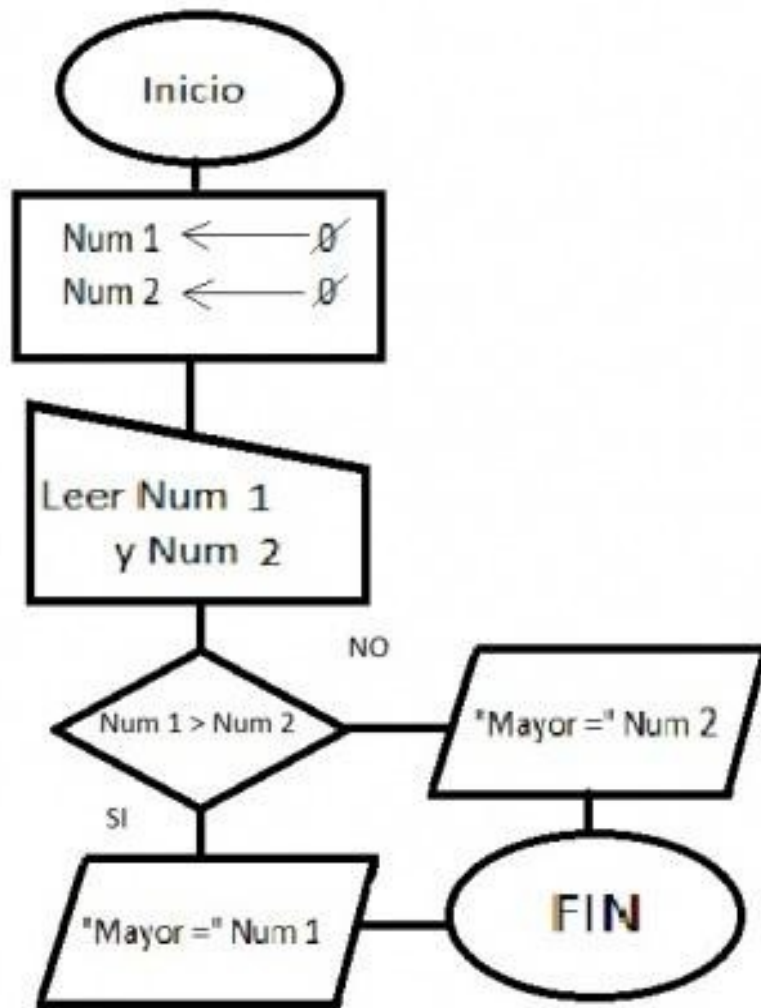 Inicio
Num 1 0
Num 2 0
Leer Num 1
y Num 2
NO
Num 1 > Num 2
"Mayor =" Num 2
SI
"Mayor =" Num 1
FIN